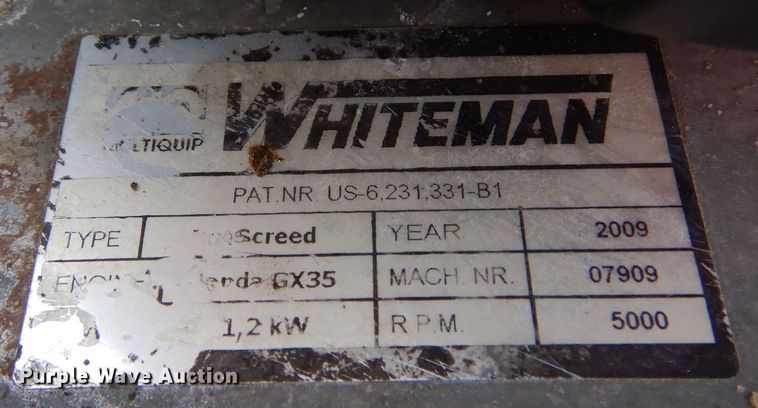 WHITEMAN
PAT.NR. US-6,231,331-B1
TYPE Screed YEAR 2009
GX35 MACH. NR. 07909
1,2 kW R.P.M. 5000
Purple Wave Auction